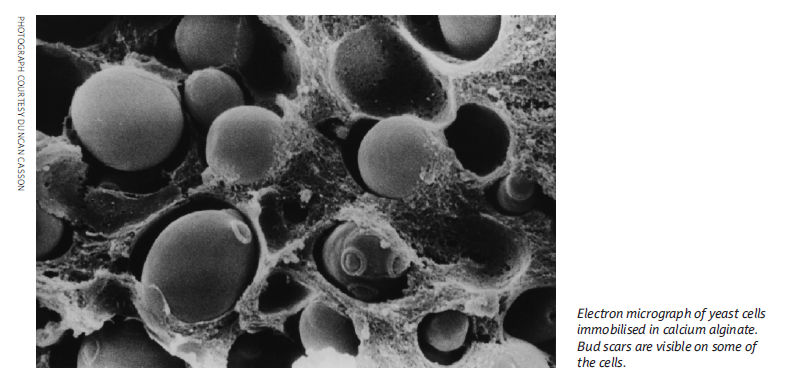 PHOTOGRAPH COURTESY DUNCAN CASSON
Electron micrograph of yeast cells
immobilised in calcium alginate.
Bud scars are visible on some of
the cells.